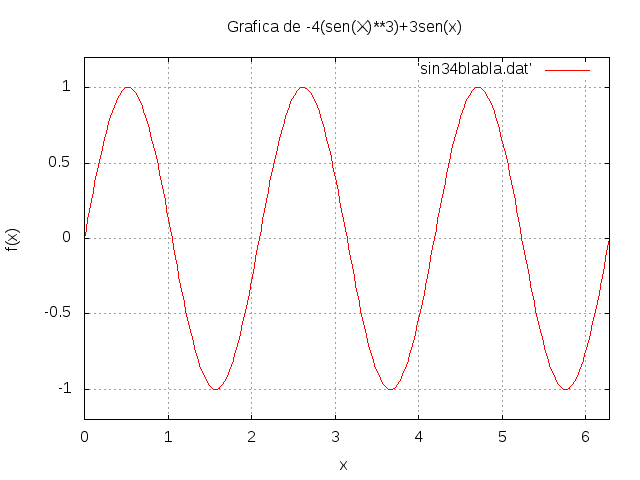 Grafica de -4(sen(X)**3)+3sen(x)
'sin34blabla.dat'
1
0.5
0
-0.5
-1
f(x)
0 1 2 3 4 5 6
x